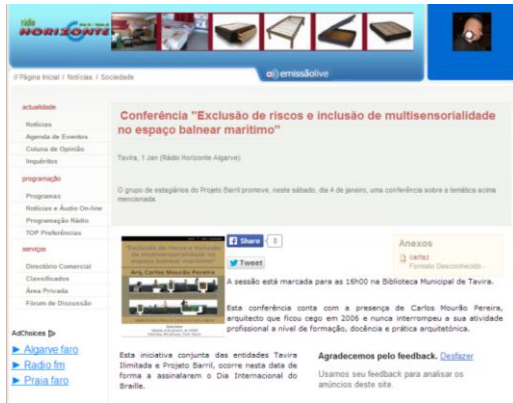 rádio
HORIZONTE
// Página Inicial / Notícias / Sociedade
emissãolive
actualidade
Notícias
Agenda de Eventos
Coluna de Opinião
Inquéritos
programação
Programas
Notícias e Áudio On-line
Programação Rádio
TOP Preferências
serviços
Directório Comercial
Classificados
Área Privada
Fórum de Discussão
AdChoices
► Algarve faro
► Radio fm
► Praia faro
Conferência "Exclusão de riscos e inclusão de multisensorialidade
no espaço balnear marítimo"
Tavira, 1 Jan (Rádio Horizonte Algarve)
O grupo de estagiários do Projeto Barril promove, neste sábado, dia 4 de janeiro, uma conferência sobre a temática acima
mencionada.
"Exclusão de riscos e inclusão
de multisensorialidade
no espaço balnear marítimo"
Arq. Carlos Mourão Pereira
Share 0
Tweet
Anexos
cartaz
Formato Desconhecido -
A sessão está marcada para as 16h00 na Biblioteca Municipal de Tavira.
Esta conferência conta com a presença de Carlos Mourão Pereira,
arquitecto que ficou cego em 2006 e nunca interrompeu a sua atividade
profissional a nível de formação, docência e prática arquitetónica.
Esta iniciativa conjunta das entidades Tavira
Ilimitada e Projeto Barril, ocorre nesta data de
forma a assinalarem o Dia Internacional do
Braille.
Agradecemos pelo feedback. Desfazer
Usamos seu feedback para analisar os
anúncios deste site.